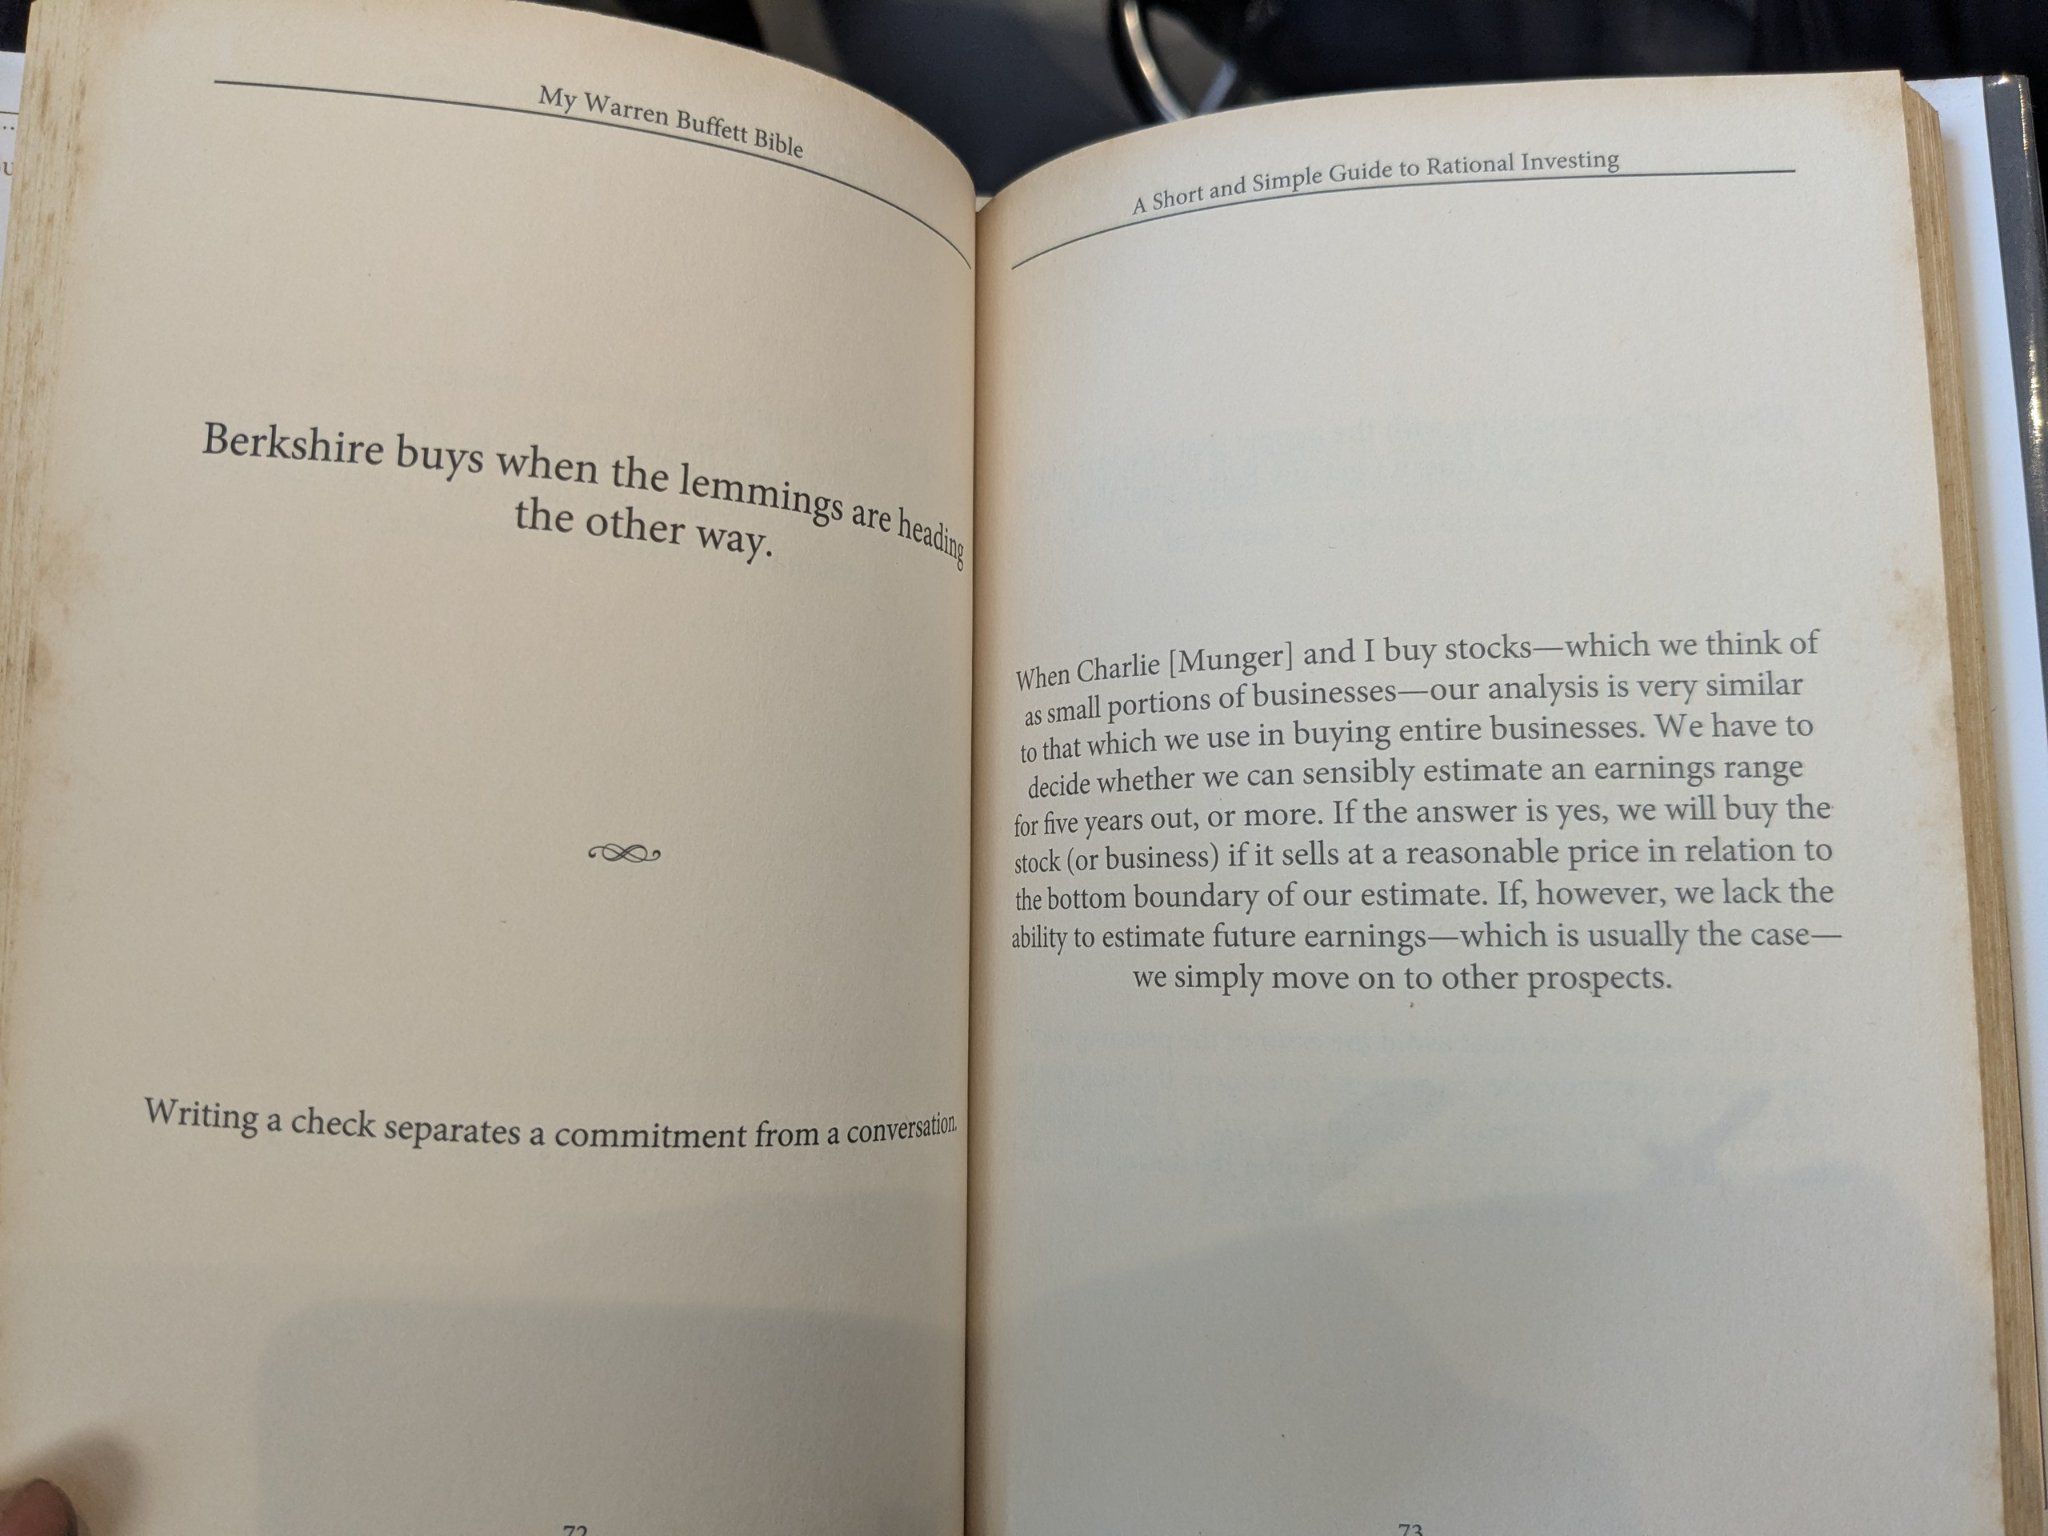 My Warren Buffett Bible
Berkshire buys when the lemmings are heading
the other way.
Writing a check separates a commitment from a conversation.
72
A Short and Simple Guide to Rational Investing
When Charlie [Munger] and I buy stocks—which we think of
as small portions of businesses—our analysis is very similar
to that which we use in buying entire businesses. We have to
decide whether we can sensibly estimate an earnings range
for five years out, or more. If the answer is yes, we will buy the
stock (or business) if it sells at a reasonable price in relation to
the bottom boundary of our estimate. If, however, we lack the
ability to estimate future earnings—which is usually the case—
we simply move on to other prospects.
73